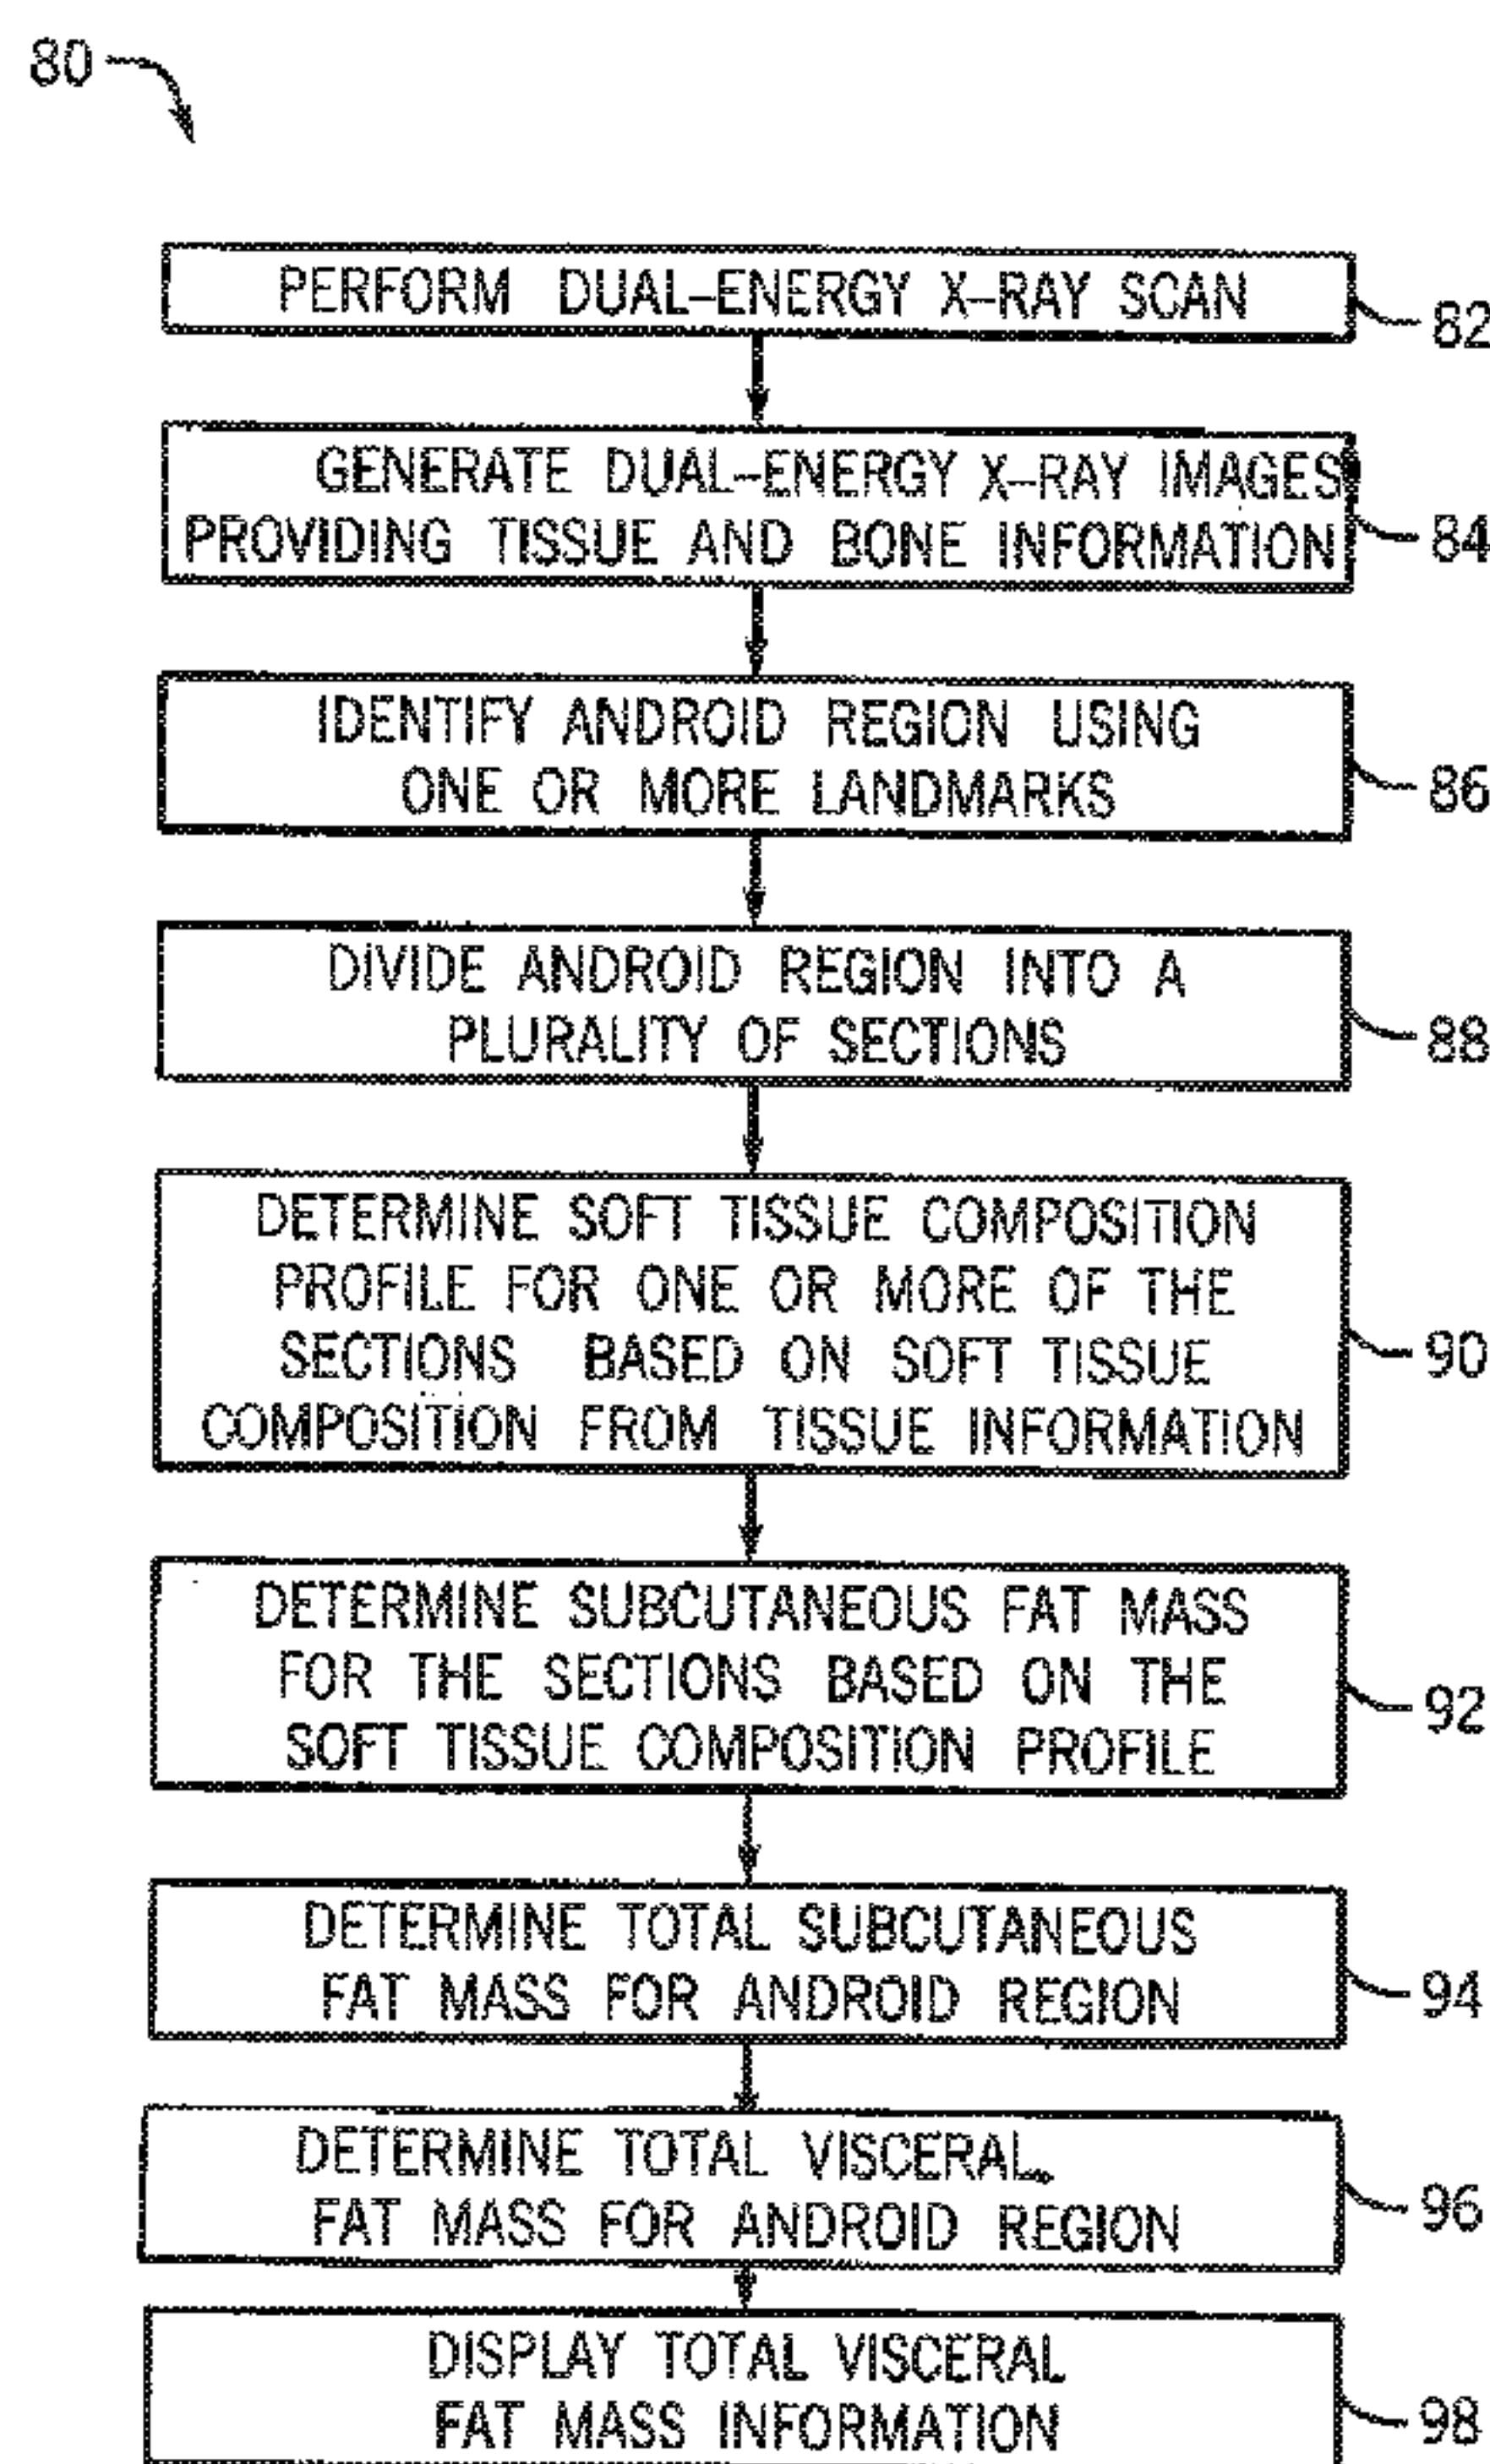 80
PERFORM DUAL-ENERGY X-RAY SCAN
82
GENERATE DUAL-ENERGY X-RAY IMAGES
PROVIDING TISSUE AND BONE INFORMATION
84
IDENTIFY ANDROID REGION USING
ONE OR MORE LANDMARKS
86
DIVIDE ANDROID REGION INTO A
PLURALITY OF SECTIONS
88
DETERMINE SOFT TISSUE COMPOSITION
PROFILE FOR ONE OR MORE OF THE
SECTIONS BASED ON SOFT TISSUE
COMPOSITION FROM TISSUE INFORMATION
90
DETERMINE SUBCUTANEOUS FAT MASS
FOR THE SECTIONS BASED ON THE
SOFT TISSUE COMPOSITION PROFILE
92
DETERMINE TOTAL SUBCUTANEOUS
FAT MASS FOR ANDROID REGION
94
DETERMINE TOTAL VISCERAL
FAT MASS FOR ANDROID REGION
96
DISPLAY TOTAL VISCERAL
FAT MASS INFORMATION
98